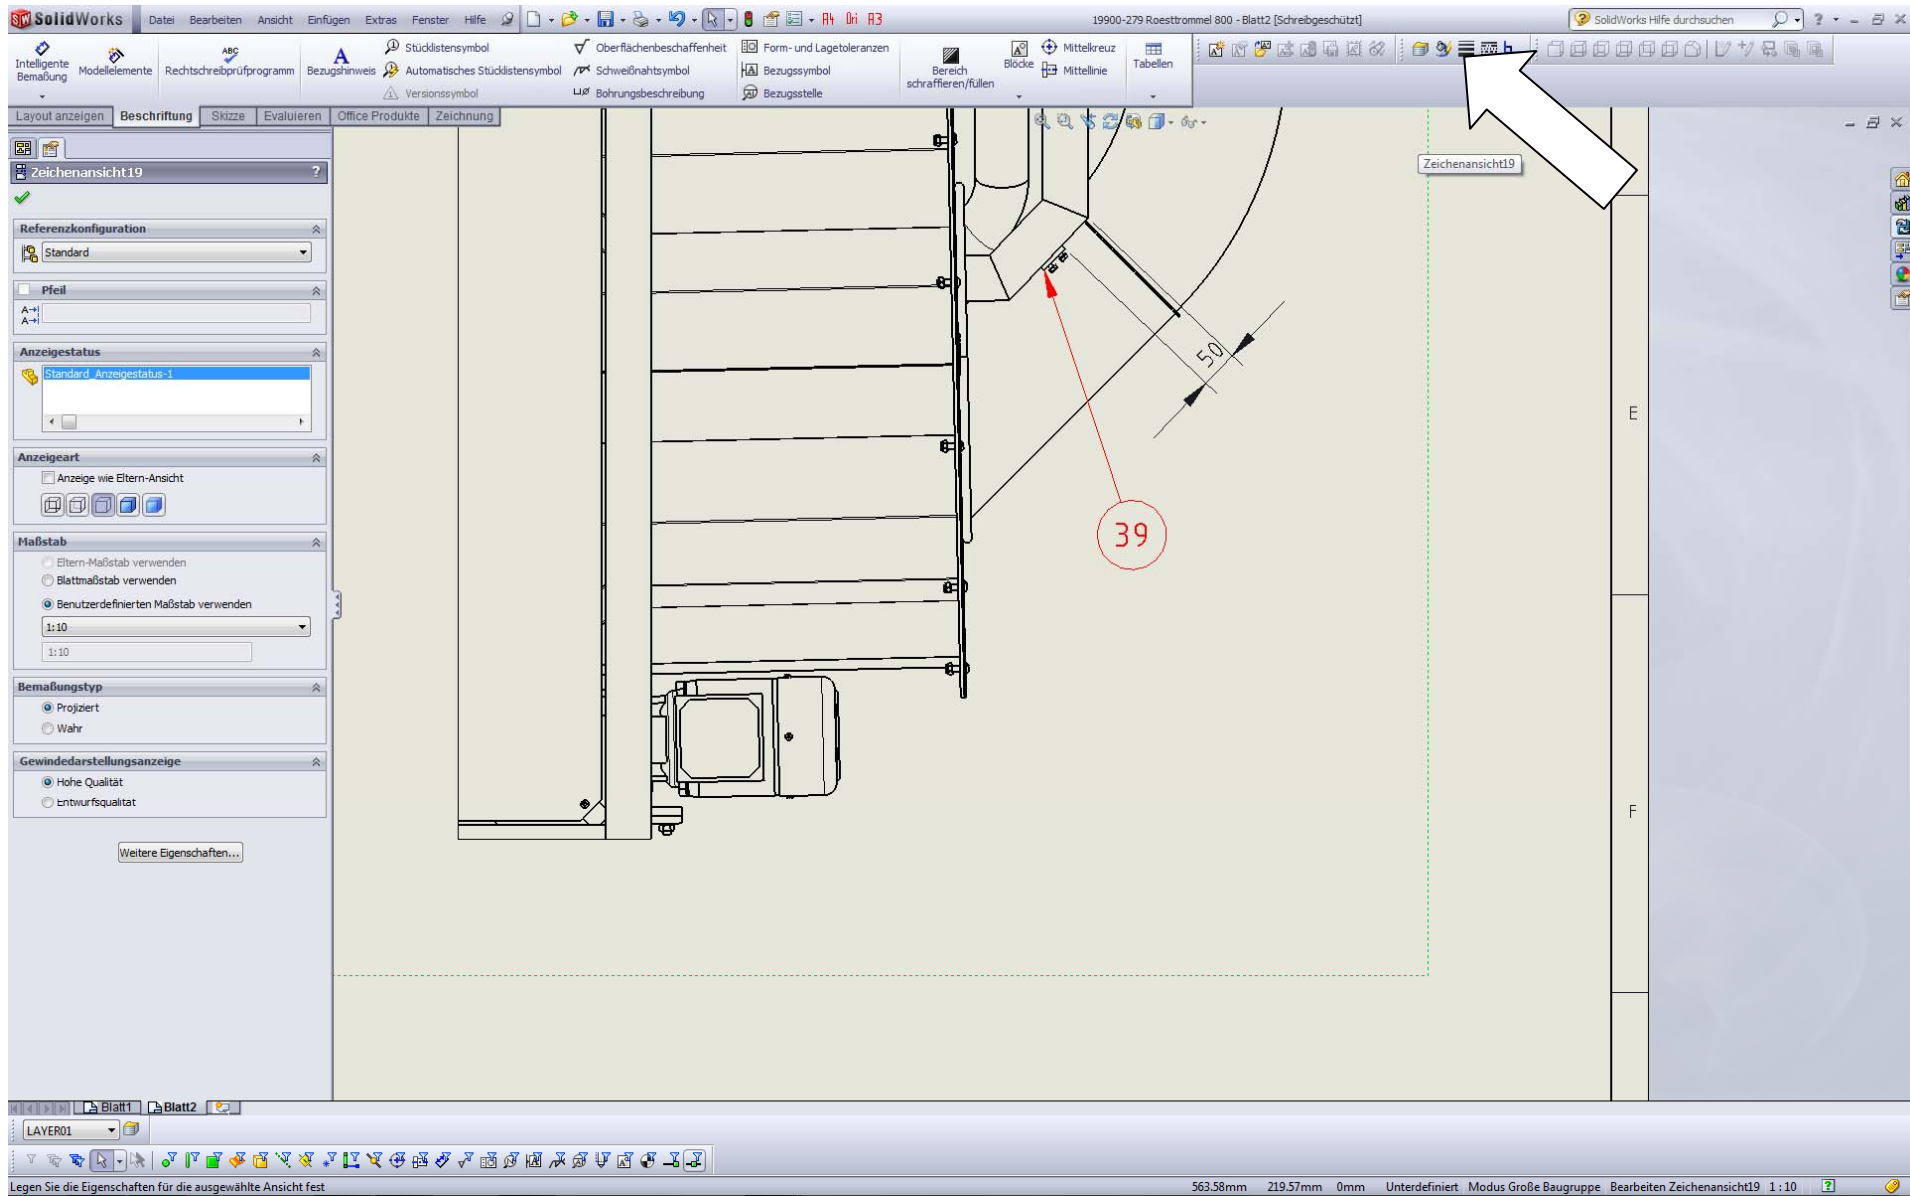 SolidWorks Datei Bearbeiten Ansicht Einfügen Extras Fenster Hilfe A4 Ori A3 19900-279 Roesttrommel 800 - Blatt2 [Schreibgeschützt] SolidWorks Hilfe durchsuchen
Intelligente Bemaßung
Modellelemente
ABC
Rechtschreibprüfprogramm
A
Bezugshinweis
Stücklistensymbol
Automatisches Stücklistensymbol
Versionssymbol
Oberflächenbeschaffenheit
Schweißnahtsymbol
Bohrungsbeschreibung
Form- und Lagetoleranzen
Bezugssymbol
Bezugsstelle
Bereich
schraffieren/füllen
Blöcke
Mittelkreuz
Mittellinie
Tabellen
Layout anzeigen Beschriftung Skizze Evaluieren Office Produkte Zeichnung
Zeichenansicht19 ?
Referenzkonfiguration
Standard
Pfeil
Anzeigestatus
Standard_Anzeigestatus-1
Anzeigeart
Anzeige wie Eltern-Ansicht
Maßstab
Eltern-Maßstab verwenden
Blattmaßstab verwenden
Benutzerdefinierten Maßstab verwenden
1:10
1:10
Bemaßungstyp
Projiziert
Wahr
Gewindedarstellungsanzeige
Hohe Qualität
Entwurfsqualität
Weitere Eigenschaften...
Zeichenansicht19
50
39
E
F
Blatt1 Blatt2
LAYER01
Legen Sie die Eigenschaften für die ausgewählte Ansicht fest 563.58mm 219.57mm 0mm Unterdefiniert Modus Große Baugruppe Bearbeiten Zeichenansicht19 1 : 10